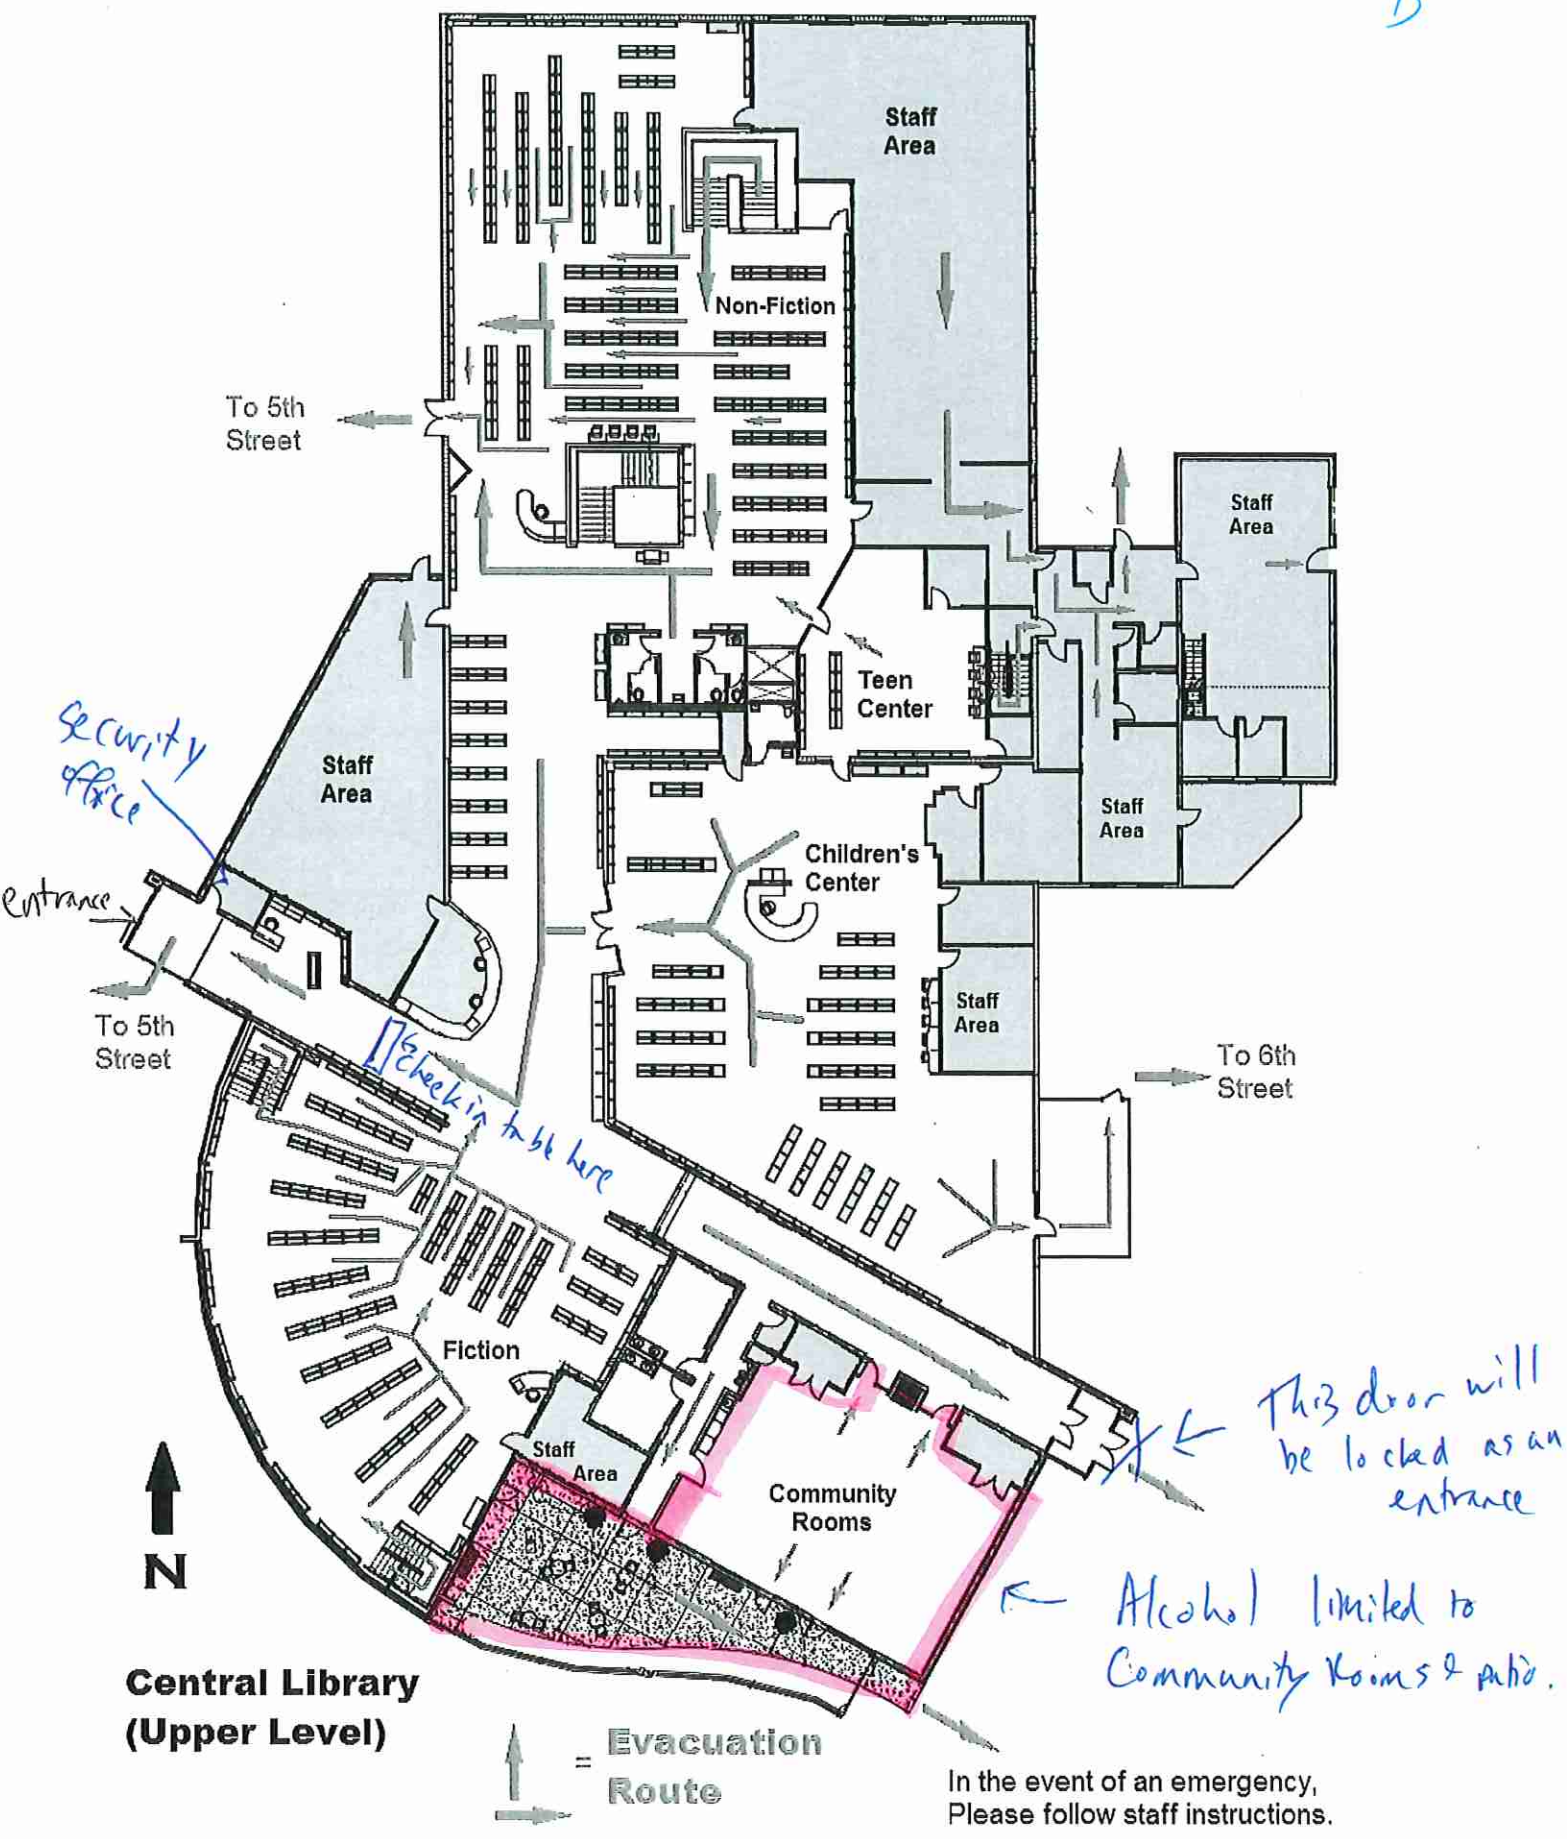 D
Staff
Area
Non-Fiction
To 5th
Street
Staff
Area
Teen
Center
security
office
Staff
Area
Staff
Area
Children's
Center
entrance
Staff
Area
To 5th
Street
Check in table here
To 6th
Street
Fiction
This door will
be locked as an
entrance
Staff
Area
Community
Rooms
N
Alcohol limited to
Community Rooms & patio.
Central Library
(Upper Level)
= Evacuation
Route
In the event of an emergency,
Please follow staff instructions.